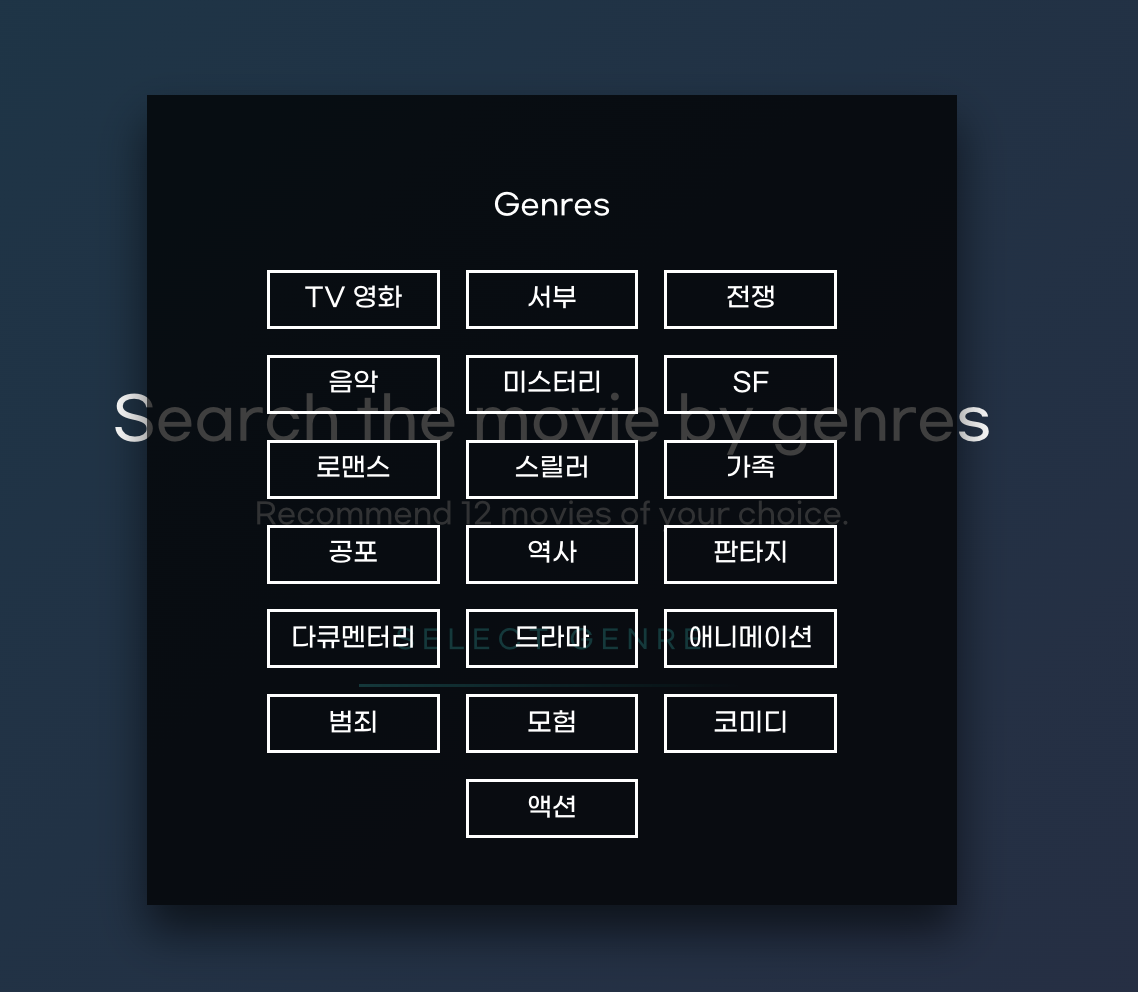 Genres
TV 영화 서부 전쟁
음악 미스터리 SF
Search the movie by genres
로맨스 스릴러 가족
Recommend 12 movies of your choice.
공포 역사 판타지
다큐멘터리 드라마 애니메이션
SELECT GENRE
범죄 모험 코미디
액션